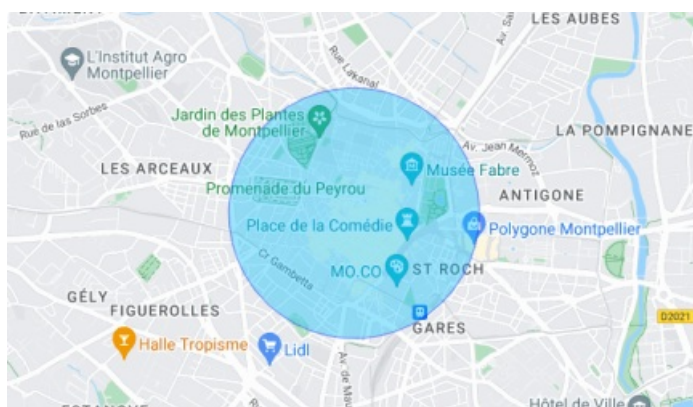 LES AUBES
L'Institut Agro
Montpellier
Rue Lakanal
Rue de las Sorbes
Jardin des Plantes
de Montpellier
Av. Jean Mermoz
LA POMPIGNANE
LES ARCEAUX
Musée Fabre
Promenade du Peyrou
ANTIGONE
Place de la Comédie
Polygone Montpellier
Cr Gambetta
MO.CO
ST ROCH
GÉLY
FIGUEROLLES
D2021
GARES
Halle Tropisme
Lidl
Av. de
Hôtel de Ville